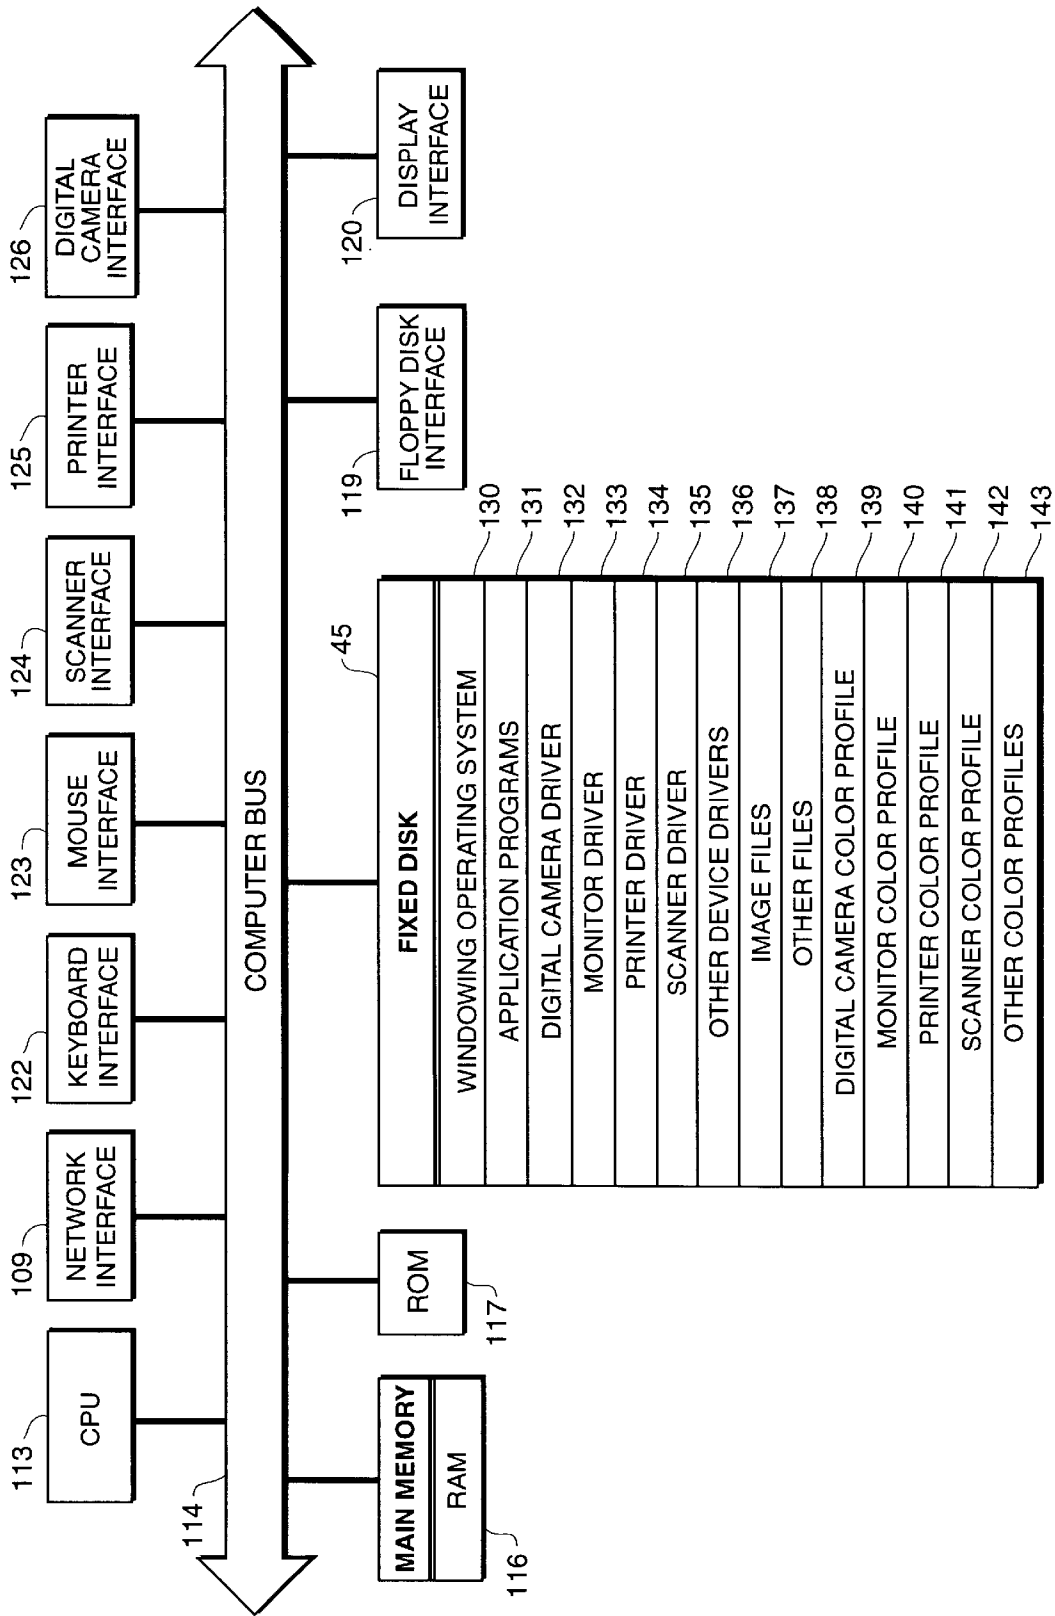 113
CPU
109
NETWORK
INTERFACE
122
KEYBOARD
INTERFACE
123
MOUSE
INTERFACE
124
SCANNER
INTERFACE
125
PRINTER
INTERFACE
126
DIGITAL
CAMERA
INTERFACE
114
COMPUTER BUS
MAIN MEMORY
RAM
116
ROM
117
45
FIXED DISK
WINDOWING OPERATING SYSTEM
130
APPLICATION PROGRAMS
131
DIGITAL CAMERA DRIVER
132
MONITOR DRIVER
133
PRINTER DRIVER
134
SCANNER DRIVER
135
OTHER DEVICE DRIVERS
136
IMAGE FILES
137
OTHER FILES
138
DIGITAL CAMERA COLOR PROFILE
139
MONITOR COLOR PROFILE
140
PRINTER COLOR PROFILE
141
SCANNER COLOR PROFILE
142
OTHER COLOR PROFILES
143
119
FLOPPY DISK
INTERFACE
120
DISPLAY
INTERFACE